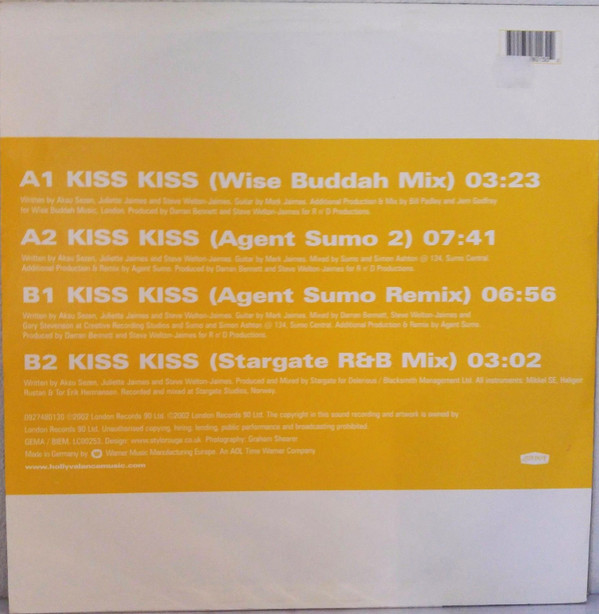 A1 KISS KISS (Wise Buddah Mix) 03:23
Written by Aksu Sezen, Juliette Jaimes and Steve Welton-Jaimes. Guitar by Mark Jaimes. Additional Production & Mix by Bill Padley and Jem Godfrey
for Wise Buddah Music, London. Produced by Darren Bennett and Steve Welton-Jaimes for R n' D Productions.
A2 KISS KISS (Agent Sumo 2) 07:41
Written by Aksu Sezen, Juliette Jaimes and Steve Welton-Jaimes. Guitar by Mark Jaimes. Mixed by Sumo and Simon Ashton @ 134, Sumo Central.
Additional Production & Remix by Agent Sumo. Produced by Darren Bennett and Steve Welton-Jaimes for R n' D Productions.
B1 KISS KISS (Agent Sumo Remix) 06:56
Written by Aksu Sezen, Juliette Jaimes and Steve Welton-Jaimes. Guitar by Mark Jaimes. Mixed by Darren Bennett, Steve Welton-Jaimes and
Gary Stevenson at Creative Recording Studios and Sumo and Simon Ashton @ 134, Sumo Central. Additional Production & Remix by Agent Sumo.
Produced by Darren Bennett and Steve Welton-Jaimes for R n' D Productions.
B2 KISS KISS (Stargate R&B Mix) 03:02
Written by Aksu Sezen, Juliette Jaimes and Steve Welton-Jaimes. Produced and Mixed by Stargate for Delerious / Blacksmith Management Ltd. All instruments; Mikkel SE, Hallgeir
Rustan & Tor Erik Hermansen. Recorded and mixed at Stargate Studios, Norway.
0927460130 ℗2002 London Records 90 Ltd. ©2002 London Records 90 Ltd. The copyright in this sound recording and artwork is owned by
London Records 90 Ltd. Unauthorised copying, hiring, lending, public performance and broadcasting prohibited.
GEMA / BIEM. LC00253. Design: www.stylorouge.co.uk Photography: Graham Shearer
Made in Germany by Warner Music Manufacturing Europe. An AOL Time Warner Company
www.hollyvalancemusic.com
LONDON